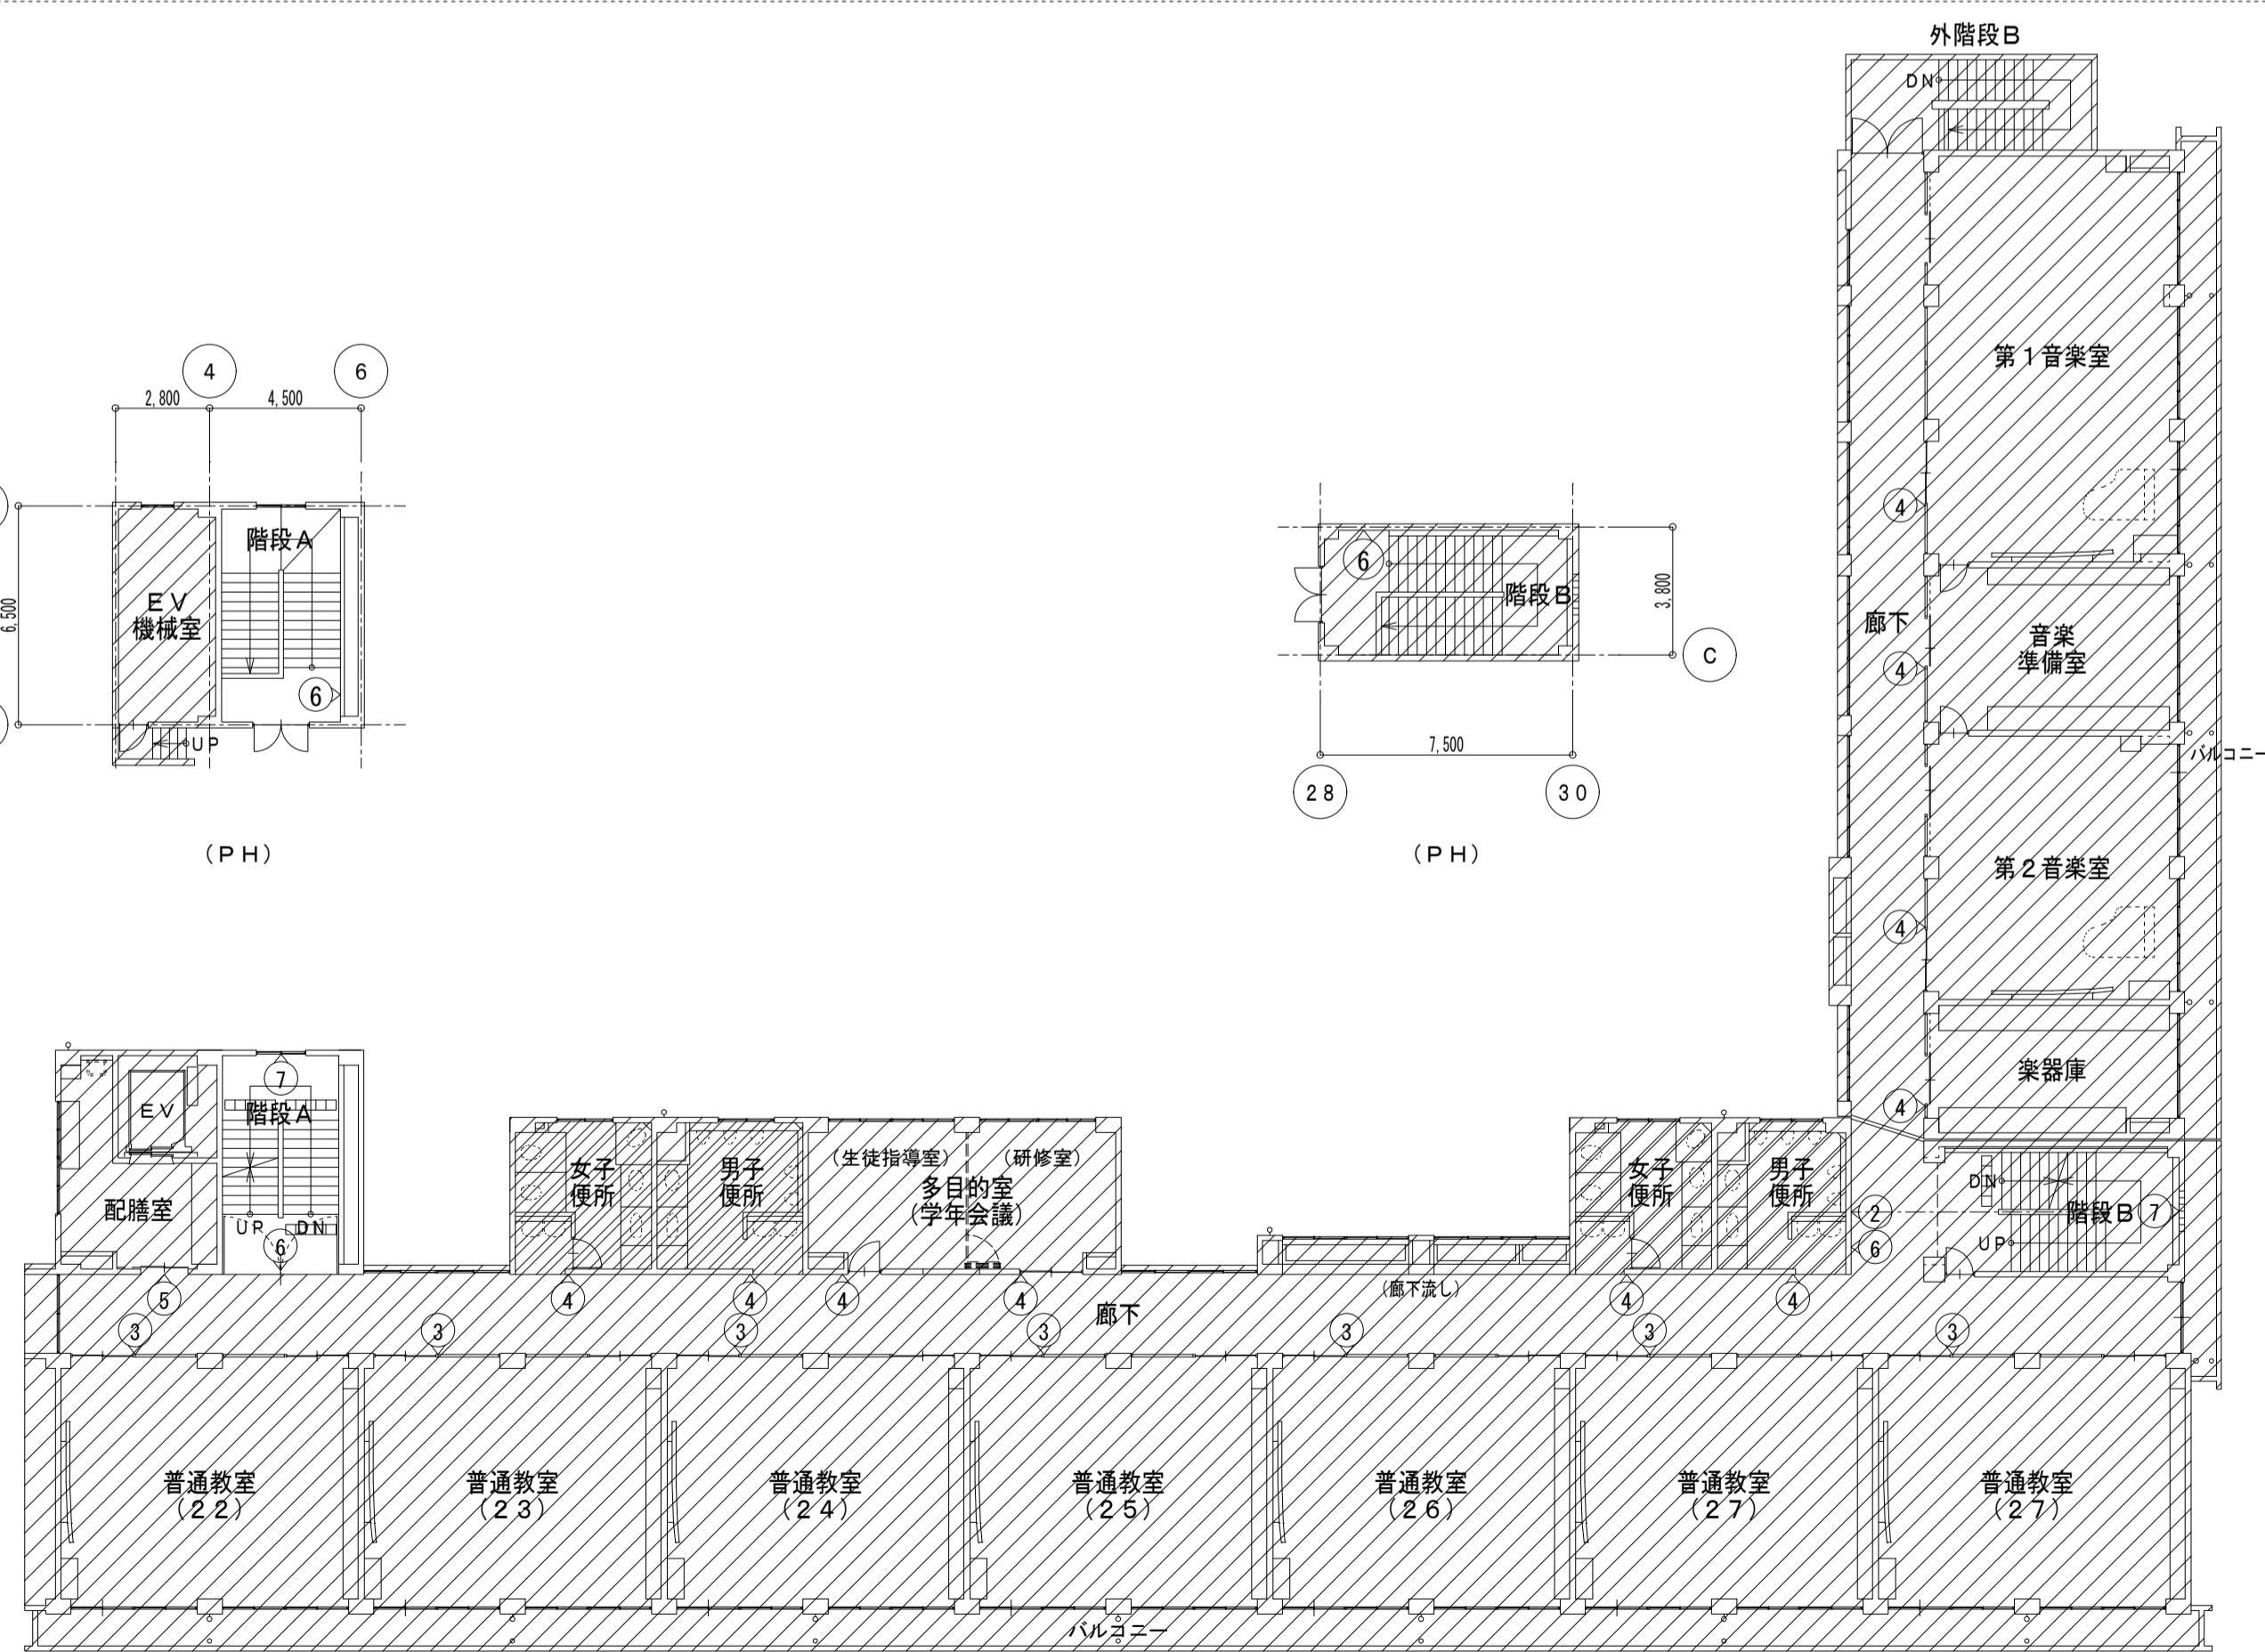 外階段B
DN
第1音楽室
4 6
2,800 4,500
階段A
EV
機械室
6,500
6
UP
(PH)
6
階段B
3,800
C
7,500
28 30
(PH)
4
廊下
音楽
準備室
4
バルコニー
第2音楽室
4
楽器庫
4
7
EV
階段A
配膳室
UP DN
6
5
女子
便所
男子
便所
(生徒指導室) (研修室)
多目的室
(学年会議)
女子
便所
男子
便所
2
6
DN
階段B
7
UP
(廊下流し)
4 4 4 4 4 4
廊下
3 3 3 3 3 3 3
普通教室
(22)
普通教室
(23)
普通教室
(24)
普通教室
(25)
普通教室
(26)
普通教室
(27)
普通教室
(27)
バルコニー